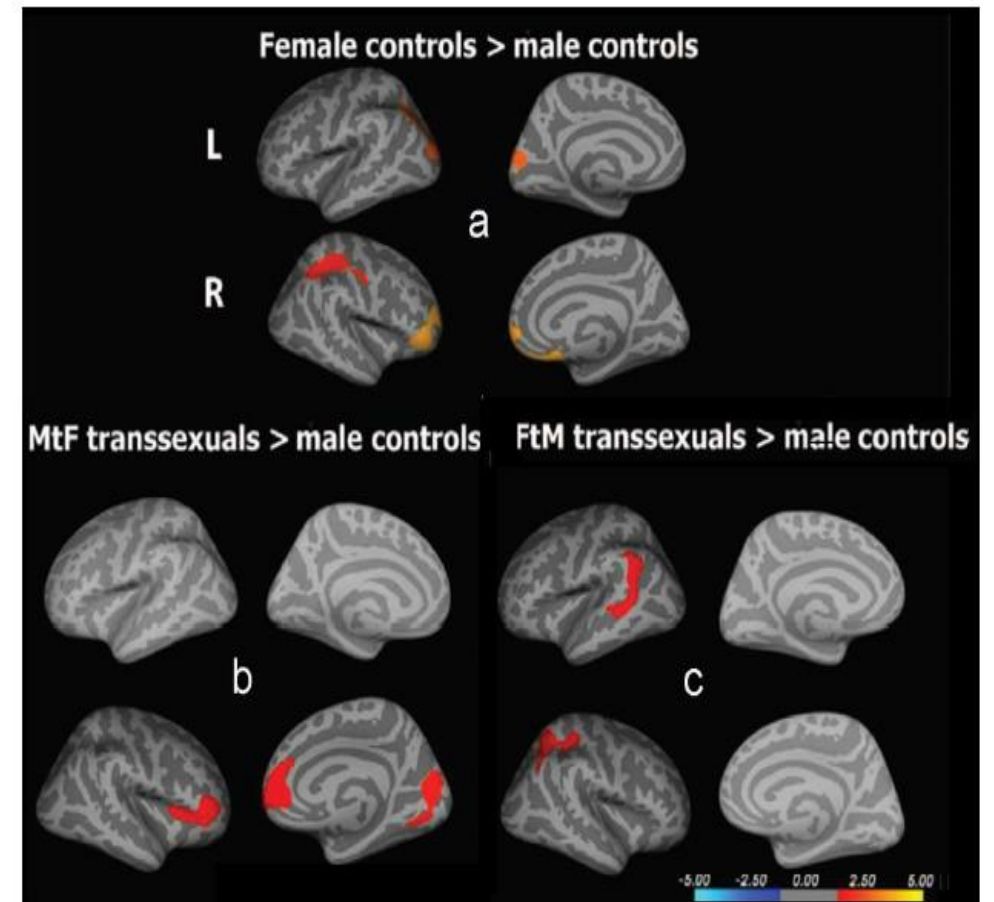 Female controls > male controls
L
a
R
MtF transsexuals > male controls
FtM transsexuals > male controls
b
c
-5.00 -2.50 0.00 2.50 5.00